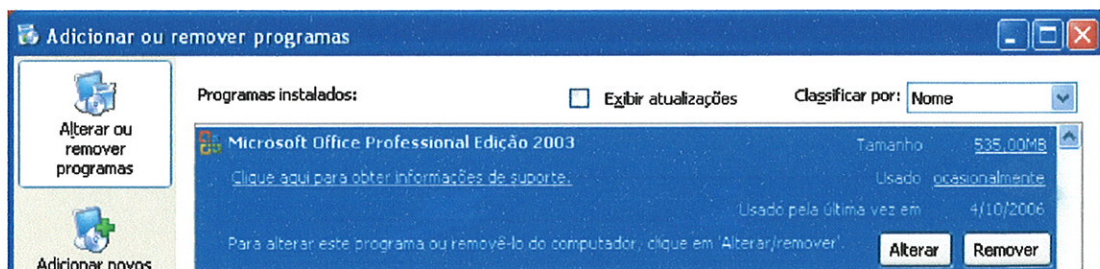 Adicionar ou remover programas
Alterar ou
remover
programas
Adicionar novos
Programas instalados:
Exibir atualizações
Classificar por: Nome
Microsoft Office Professional Edição 2003
Tamanho 535,00MB
Clique aqui para obter informações de suporte.
Usado ocasionalmente
Usado pela última vez em 4/10/2006
Para alterar este programa ou removê-lo do computador, clique em 'Alterar/remover'.
Alterar
Remover